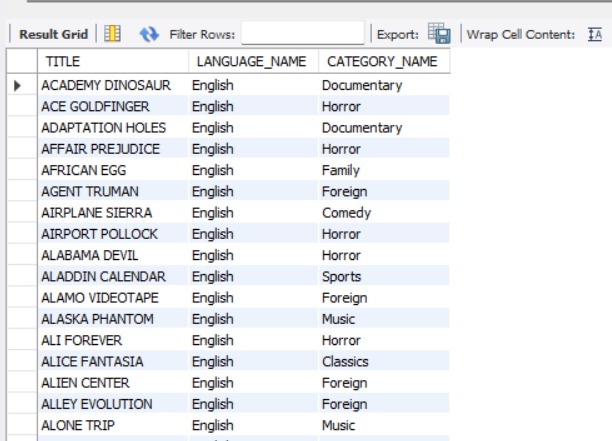 Result Grid Filter Rows: Export: Wrap Cell Content:
TITLE LANGUAGE_NAME CATEGORY_NAME
ACADEMY DINOSAUR English Documentary
ACE GOLDFINGER English Horror
ADAPTATION HOLES English Documentary
AFFAIR PREJUDICE English Horror
AFRICAN EGG English Family
AGENT TRUMAN English Foreign
AIRPLANE SIERRA English Comedy
AIRPORT POLLOCK English Horror
ALABAMA DEVIL English Horror
ALADDIN CALENDAR English Sports
ALAMO VIDEOTAPE English Foreign
ALASKA PHANTOM English Music
ALI FOREVER English Horror
ALICE FANTASIA English Classics
ALIEN CENTER English Foreign
ALLEY EVOLUTION English Foreign
ALONE TRIP English Music